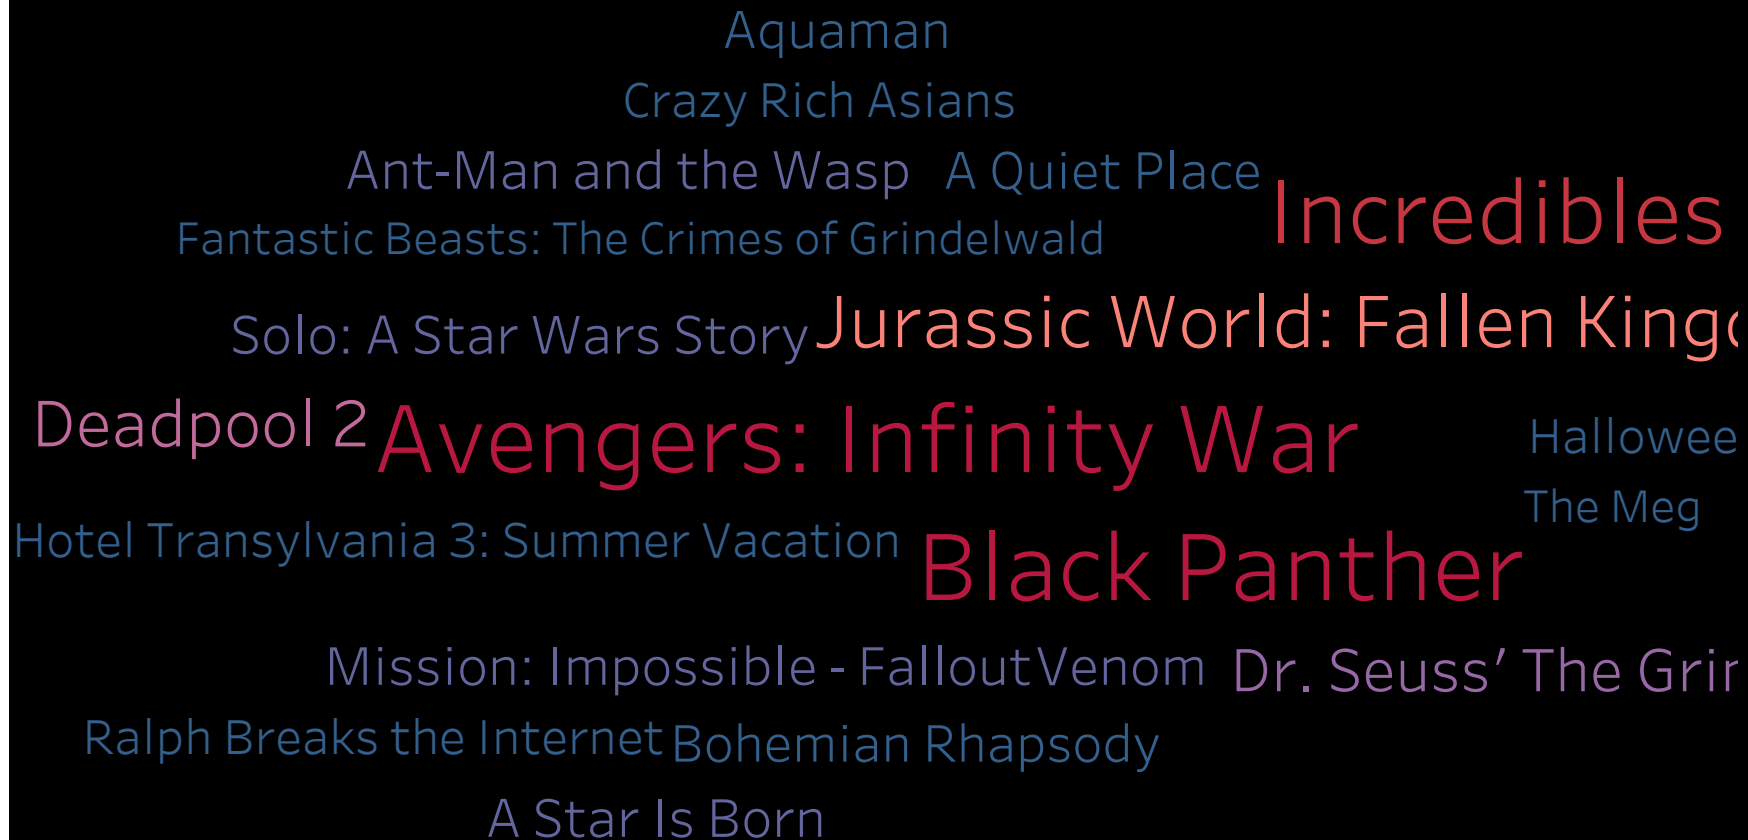 Aquaman
Crazy Rich Asians
Ant-Man and the Wasp
A Quiet Place
Incredibles
Fantastic Beasts: The Crimes of Grindelwald
Solo: A Star Wars Story
Jurassic World: Fallen Kingd
Deadpool 2
Avengers: Infinity War
Hallowee
The Meg
Hotel Transylvania 3: Summer Vacation
Black Panther
Mission: Impossible - Fallout
Venom
Dr. Seuss’ The Grin
Ralph Breaks the Internet
Bohemian Rhapsody
A Star Is Born